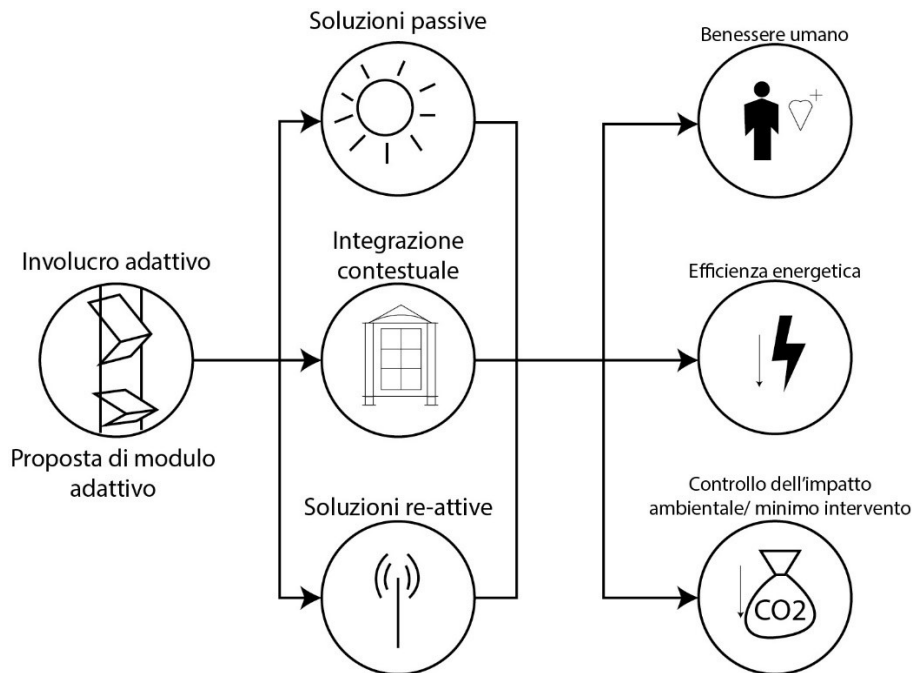 Involucro adattivo
Proposta di modulo
adattivo
Soluzioni passive
Integrazione
contestuale
Soluzioni re-attive
Benessere umano
Efficienza energetica
Controllo dell'impatto
ambientale/ minimo intervento
CO2